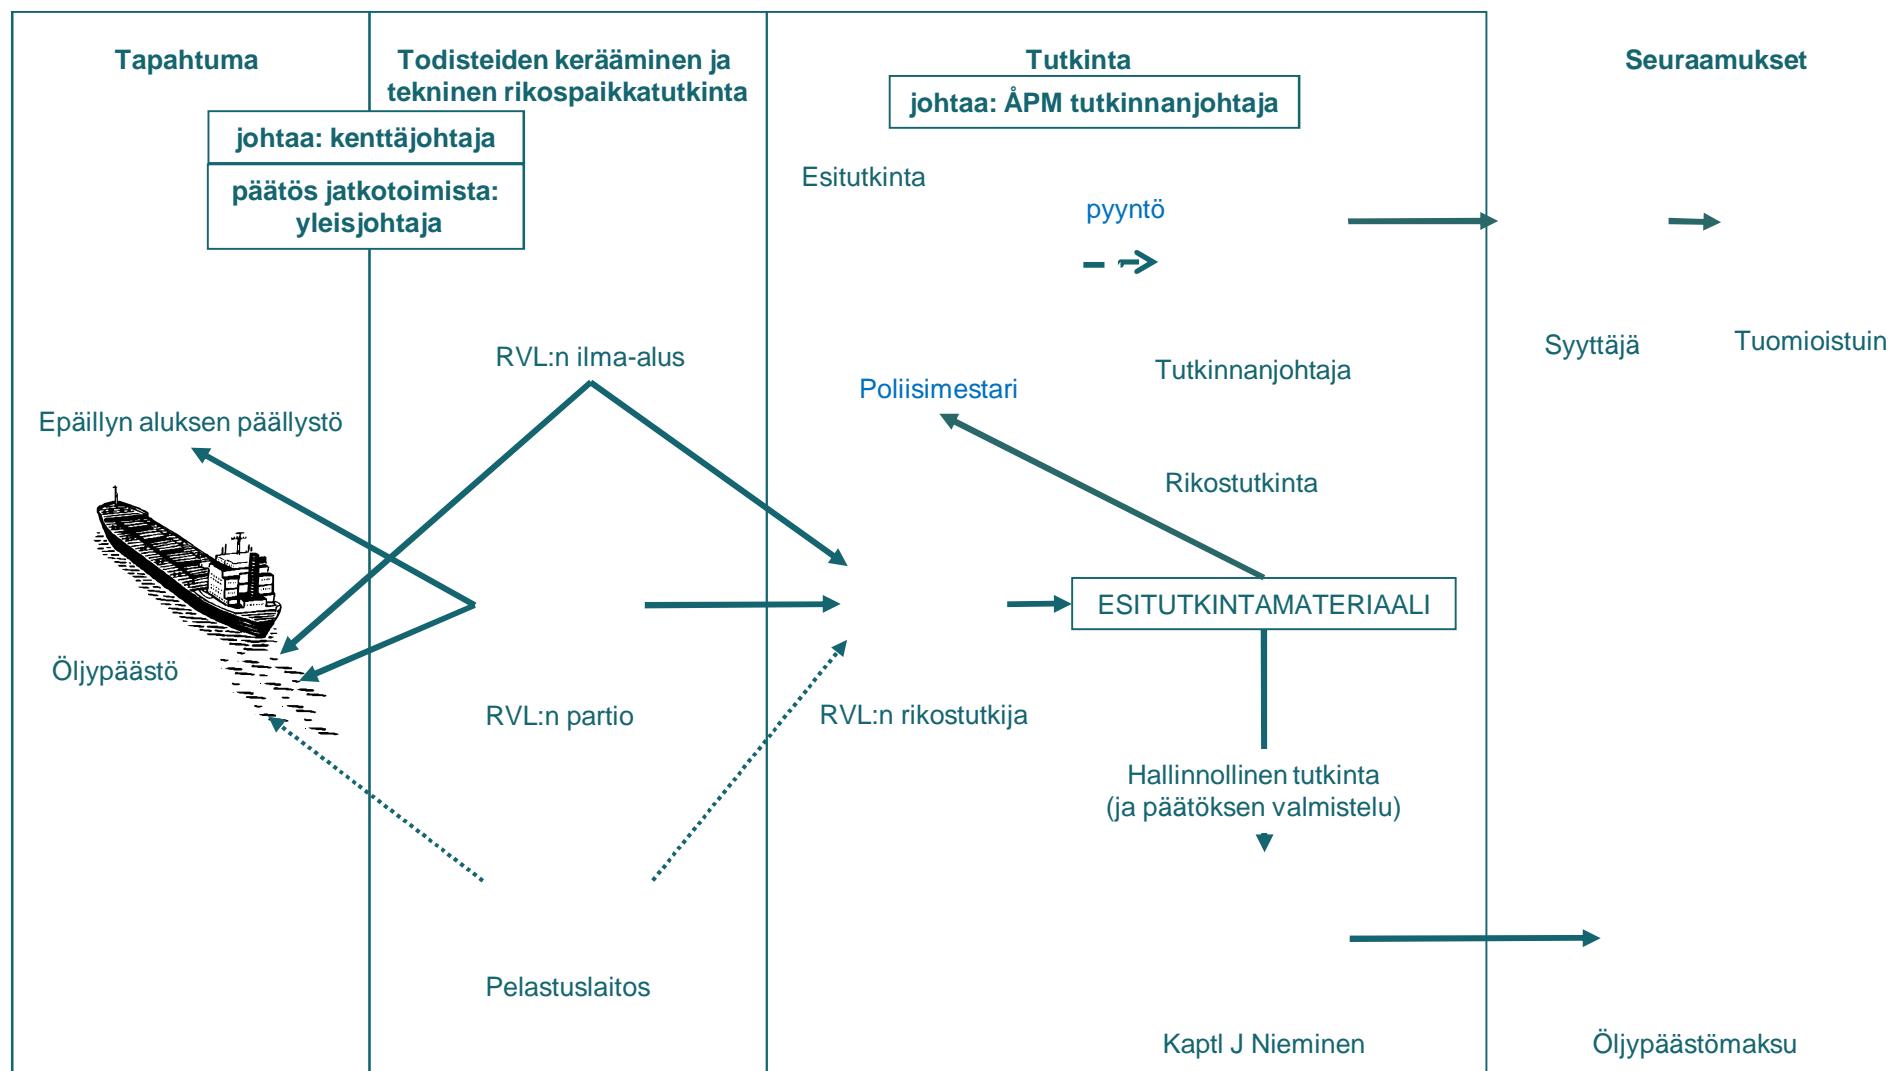 Tapahtuma
Todisteiden kerääminen ja
tekninen rikospaikkatutkinta
Tutkinta
Seuraamukset
johtaa: kenttäjohtaja
päätös jatkotoimista:
yleisjohtaja
johtaa: ÅPM tutkinnanjohtaja
Esitutkinta
pyyntö
RVL:n ilma-alus
Poliisimestari
Tutkinnanjohtaja
Syyttäjä
Tuomioistuin
Epäillyn aluksen päällystö
Rikostutkinta
ESITUTKINTAMATERIAALI
Öljypäästö
RVL:n partio
RVL:n rikostutkija
Hallinnollinen tutkinta
(ja päätöksen valmistelu)
Pelastuslaitos
Kaptl J Nieminen
Öljypäästömaksu